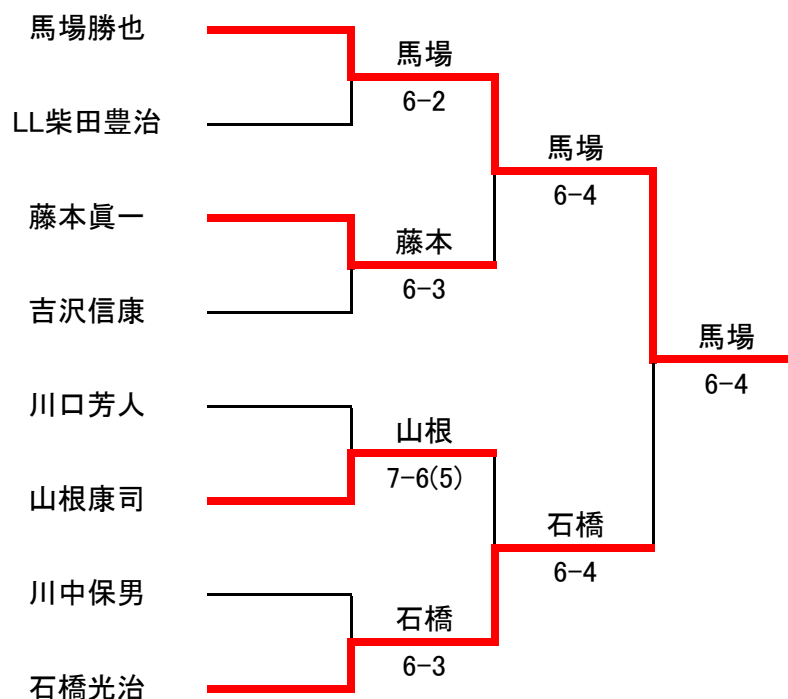 馬場勝也
LL柴田豊治
藤本眞一
吉沢信康
川口芳人
山根康司
川中保男
石橋光治
馬場
6-2
藤本
6-3
山根
7-6(5)
石橋
6-3
馬場
6-4
石橋
6-4
馬場
6-4